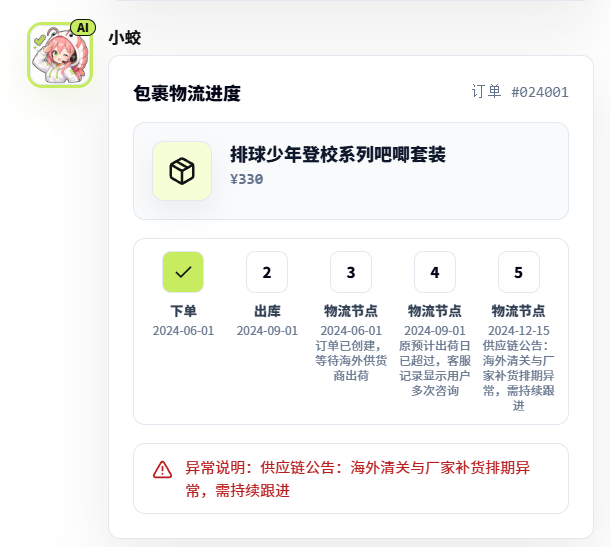 AI
小蛟
包裹物流进度
订单 #024001
排球少年登校系列吧唧套装
¥330
下单
2024-06-01
2
出库
2024-09-01
3
物流节点
2024-06-01
订单已创建，
等待海外供货
商出荷
4
物流节点
2024-09-01
原预计出荷日
已超过，客服
记录显示用户
多次咨询
5
物流节点
2024-12-15
供应链公告：
海外清关与厂
家补货排期异
常，需持续跟
进
异常说明：供应链公告：海外清关与厂家补货排期异
常，需持续跟进